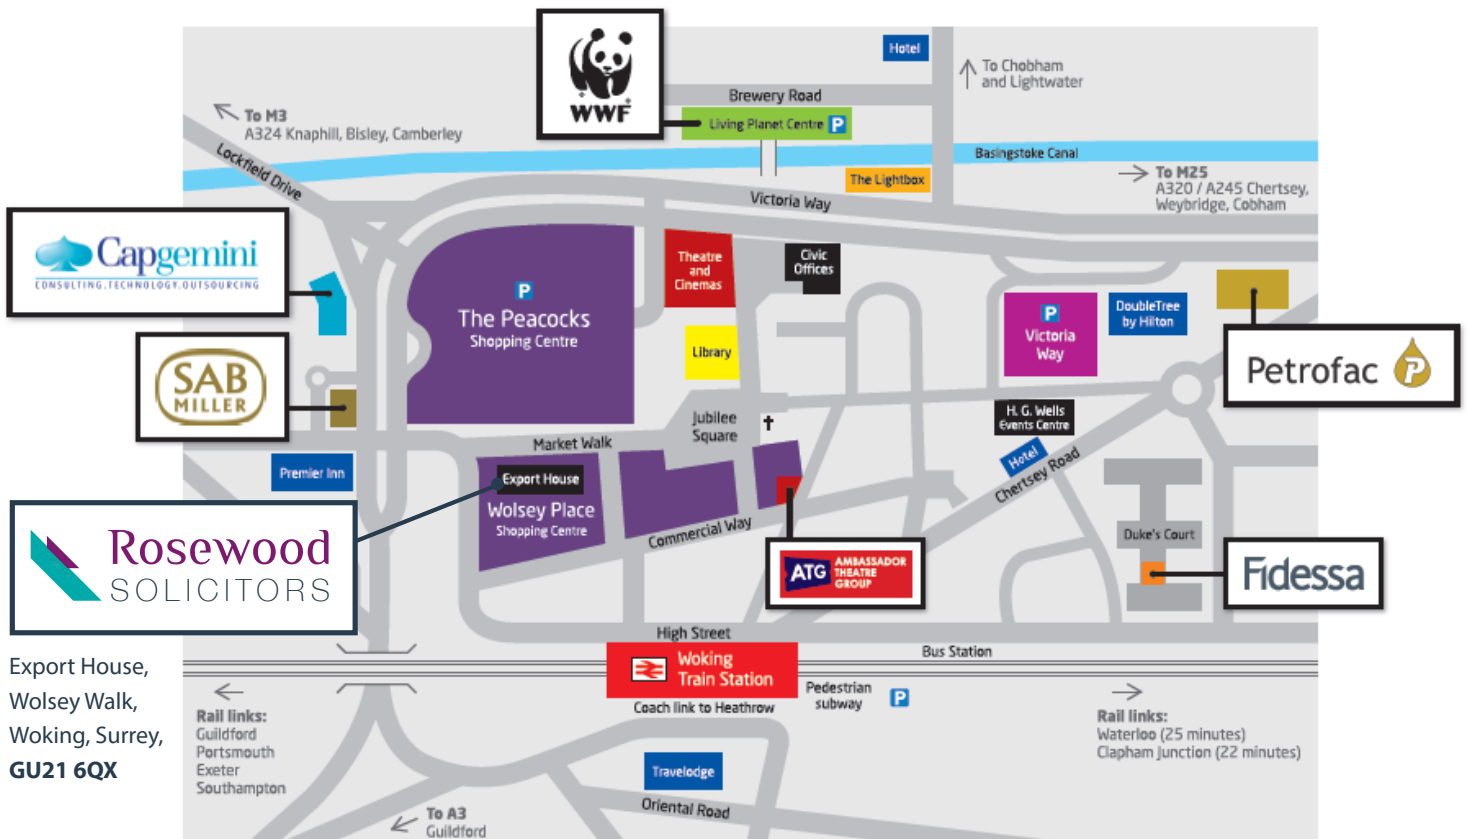 WWF
Hotel
To Chobham
and Lightwater
Brewery Road
Living Planet Centre P
To M3
A324 Knaphill, Bisley, Camberley
Lockfield Drive
Basingstoke Canal
The Lightbox
To M25
A320 / A245 Chertsey,
Weybridge, Cobham
Victoria Way
Capgemini
CONSULTING.TECHNOLOGY.OUTSOURCING
Theatre
and
Cinemas
Civic
Offices
P
The Peacocks
Shopping Centre
P
Victoria
Way
DoubleTree
by Hilton
Petrofac
P
Library
SAB
MILLER
Jubilee
Square
H. G. Wells
Events Centre
Market Walk
Hotel
Chertsey Road
Premier Inn
Export House
Wolsey Place
Shopping Centre
Commercial Way
Duke's Court
Rosewood
SOLICITORS
ATG
AMBASSADOR
THEATRE
GROUP
Fidessa
High Street
Bus Station
Woking
Train Station
Coach link to Heathrow
Pedestrian
subway
P
Export House,
Wolsey Walk,
Woking, Surrey,
GU21 6QX
Rail links:
Guildford
Portsmouth
Exeter
Southampton
Rail links:
Waterloo (25 minutes)
Clapham Junction (22 minutes)
Travelodge
Oriental Road
To A3
Guildford